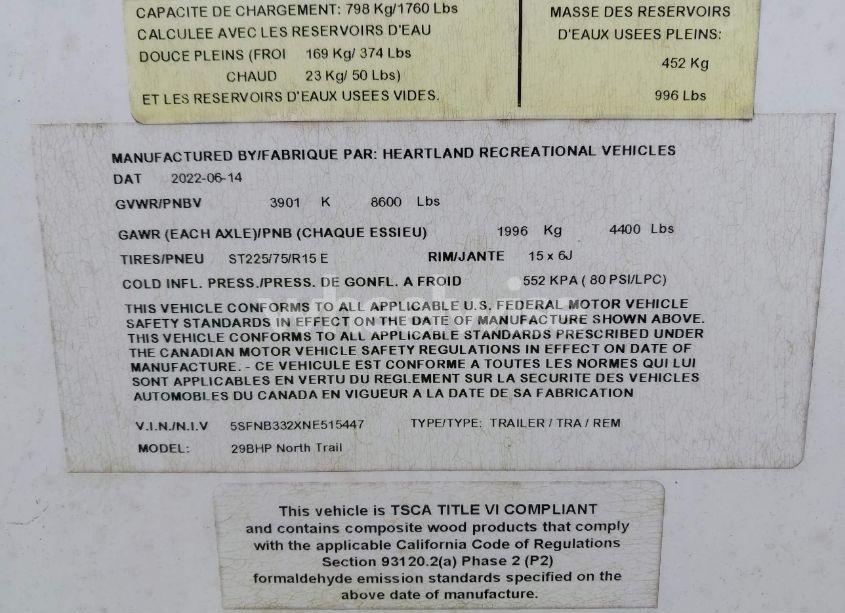 CAPACITE DE CHARGEMENT: 798 Kg/1760 Lbs
CALCULEE AVEC LES RESERVOIRS D'EAU
DOUCE PLEINS (FROI 169 Kg/ 374 Lbs
CHAUD 23 Kg/ 50 Lbs)
ET LES RESERVOIRS D'EAUX USEES VIDES.
MASSE DES RESERVOIRS
D'EAUX USEES PLEINS:
452 Kg
996 Lbs
MANUFACTURED BY/FABRIQUE PAR: HEARTLAND RECREATIONAL VEHICLES
DAT 2022-06-14
GVWR/PNBV 3901 K 8600 Lbs
GAWR (EACH AXLE)/PNB (CHAQUE ESSIEU) 1996 Kg 4400 Lbs
TIRES/PNEU ST225/75/R15 E RIM/JANTE 15 x 6J
COLD INFL. PRESS./PRESS. DE GONFL. A FROID 552 KPA ( 80 PSI/LPC)
THIS VEHICLE CONFORMS TO ALL APPLICABLE U.S. FEDERAL MOTOR VEHICLE
SAFETY STANDARDS IN EFFECT ON THE DATE OF MANUFACTURE SHOWN ABOVE.
THIS VEHICLE CONFORMS TO ALL APPLICABLE STANDARDS PRESCRIBED UNDER
THE CANADIAN MOTOR VEHICLE SAFETY REGULATIONS IN EFFECT ON DATE OF
MANUFACTURE. - CE VEHICULE EST CONFORME A TOUTES LES NORMES QUI LUI
SONT APPLICABLES EN VERTU DU REGLEMENT SUR LA SECURITE DES VEHICLES
AUTOMOBILES DU CANADA EN VIGUEUR A LA DATE DE SA FABRICATION
V.I.N./N.I.V 5SFNB332XNE515447 TYPE/TYPE: TRAILER / TRA / REM
MODEL: 29BHP North Trail
This vehicle is TSCA TITLE VI COMPLIANT
and contains composite wood products that comply
with the applicable California Code of Regulations
Section 93120.2(a) Phase 2 (P2)
formaldehyde emission standards specified on the
above date of manufacture.